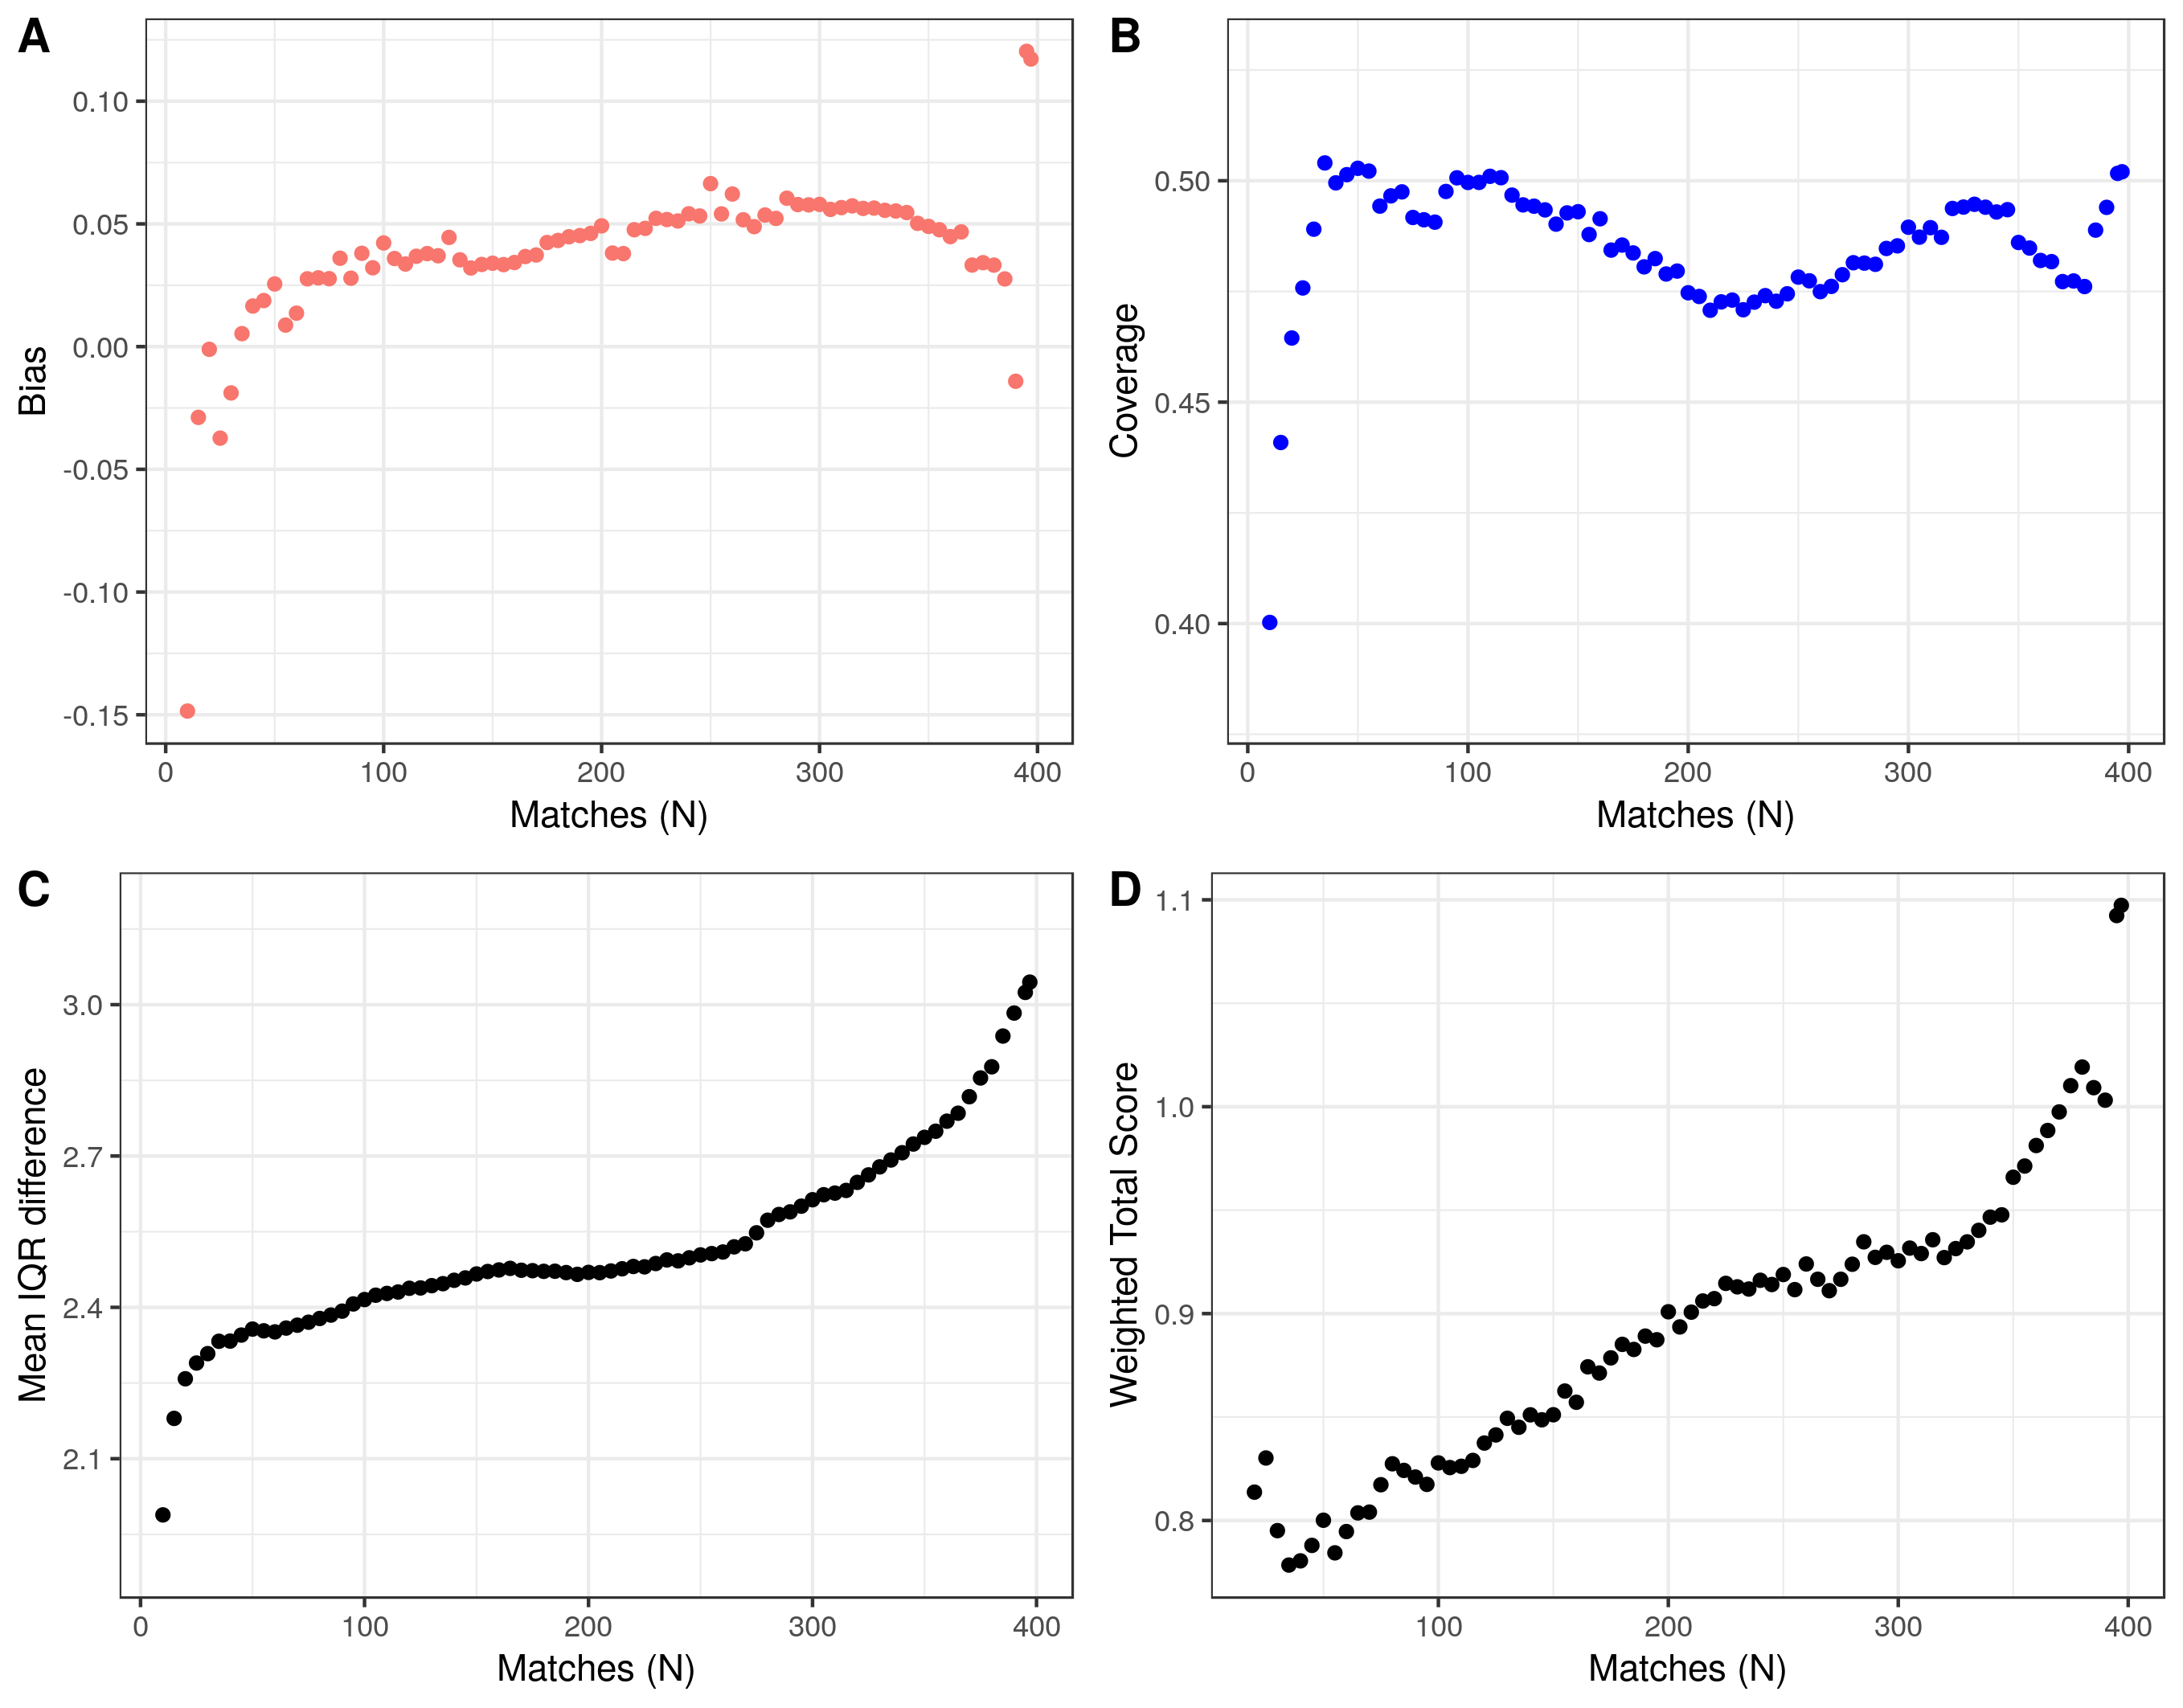 A
Bias
0.10
0.05
0.00
-0.05
-0.10
-0.15
0 100 200 300 400
Matches (N)
B
Coverage
0.50
0.45
0.40
0 100 200 300 400
Matches (N)
C
Mean IQR difference
3.0
2.7
2.4
2.1
0 100 200 300 400
Matches (N)
D
Weighted Total Score
1.1
1.0
0.9
0.8
100 200 300 400
Matches (N)